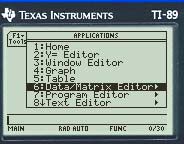 TEXAS INSTRUMENTS TI-89
F1▾
Tools
APPLICATIONS
1:Home
2:Y= Editor
3:Window Editor
4:Graph
5:Table
6:Data/Matrix Editor▸
7:Program Editor ▸
8↓Text Editor ▸
MAIN RAD AUTO FUNC 0/30